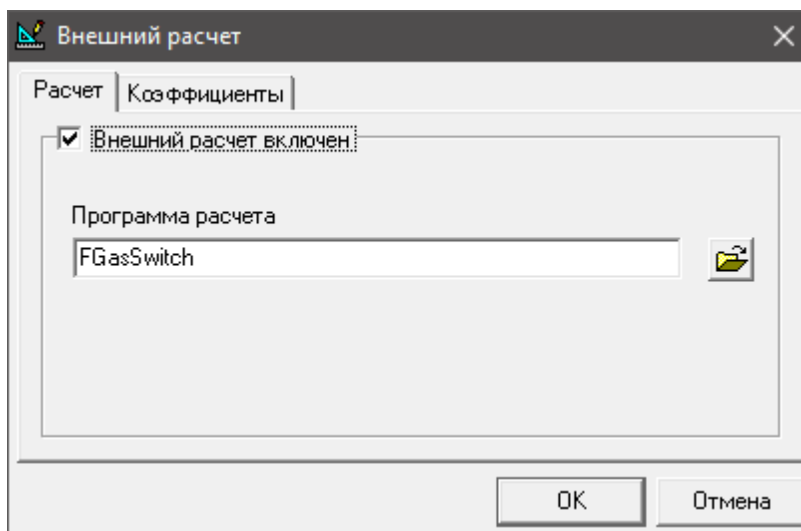 Внешний расчет
Расчет
Коэффициенты
Внешний расчет включен
Программа расчета
FGasSwitch
OK
Отмена